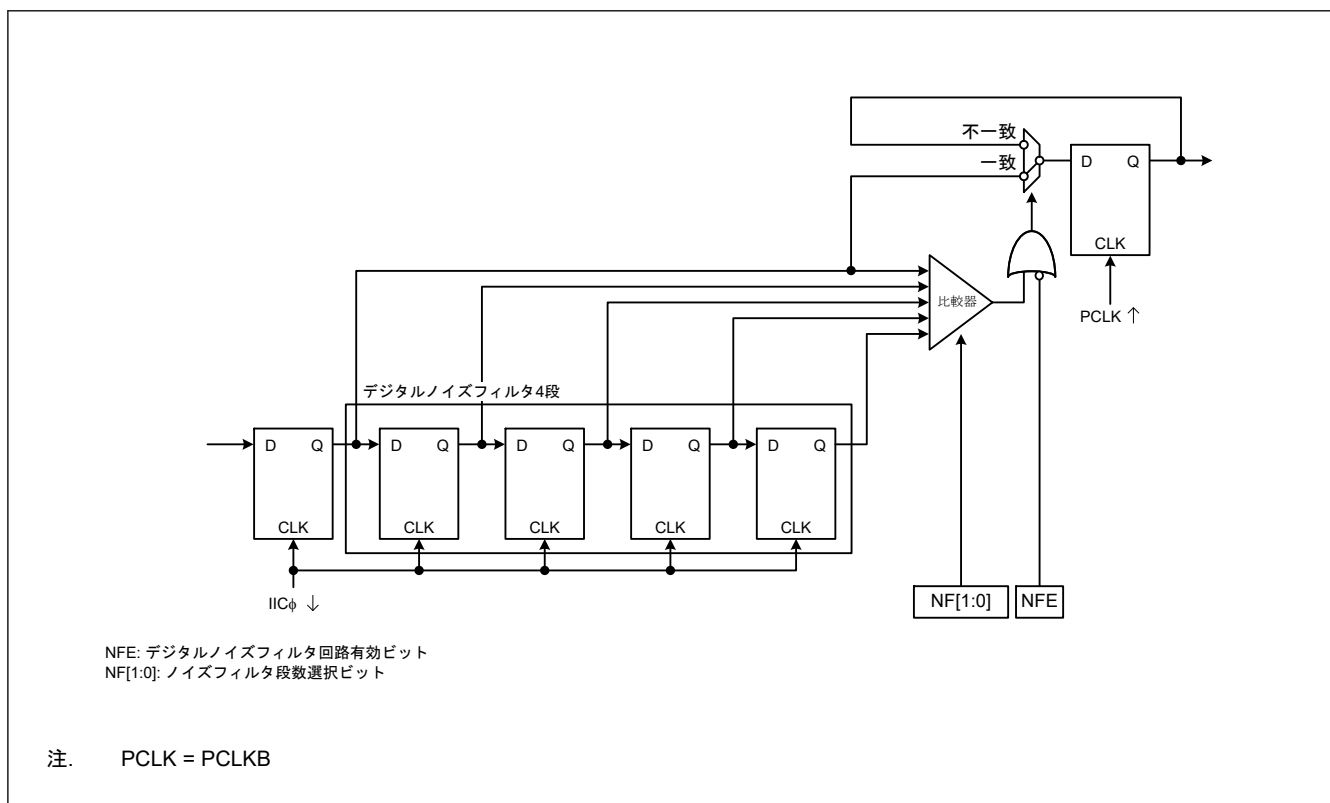 不一致
一致
D Q
CLK
PCLK ↑
比較器
デジタルノイズフィルタ4段
D Q
CLK
D Q
CLK
D Q
CLK
D Q
CLK
D Q
CLK
IICφ ↓
NF[1:0]
NFE
NFE: デジタルノイズフィルタ回路有効ビット
NF[1:0]: ノイズフィルタ段数選択ビット
注. PCLK = PCLKB